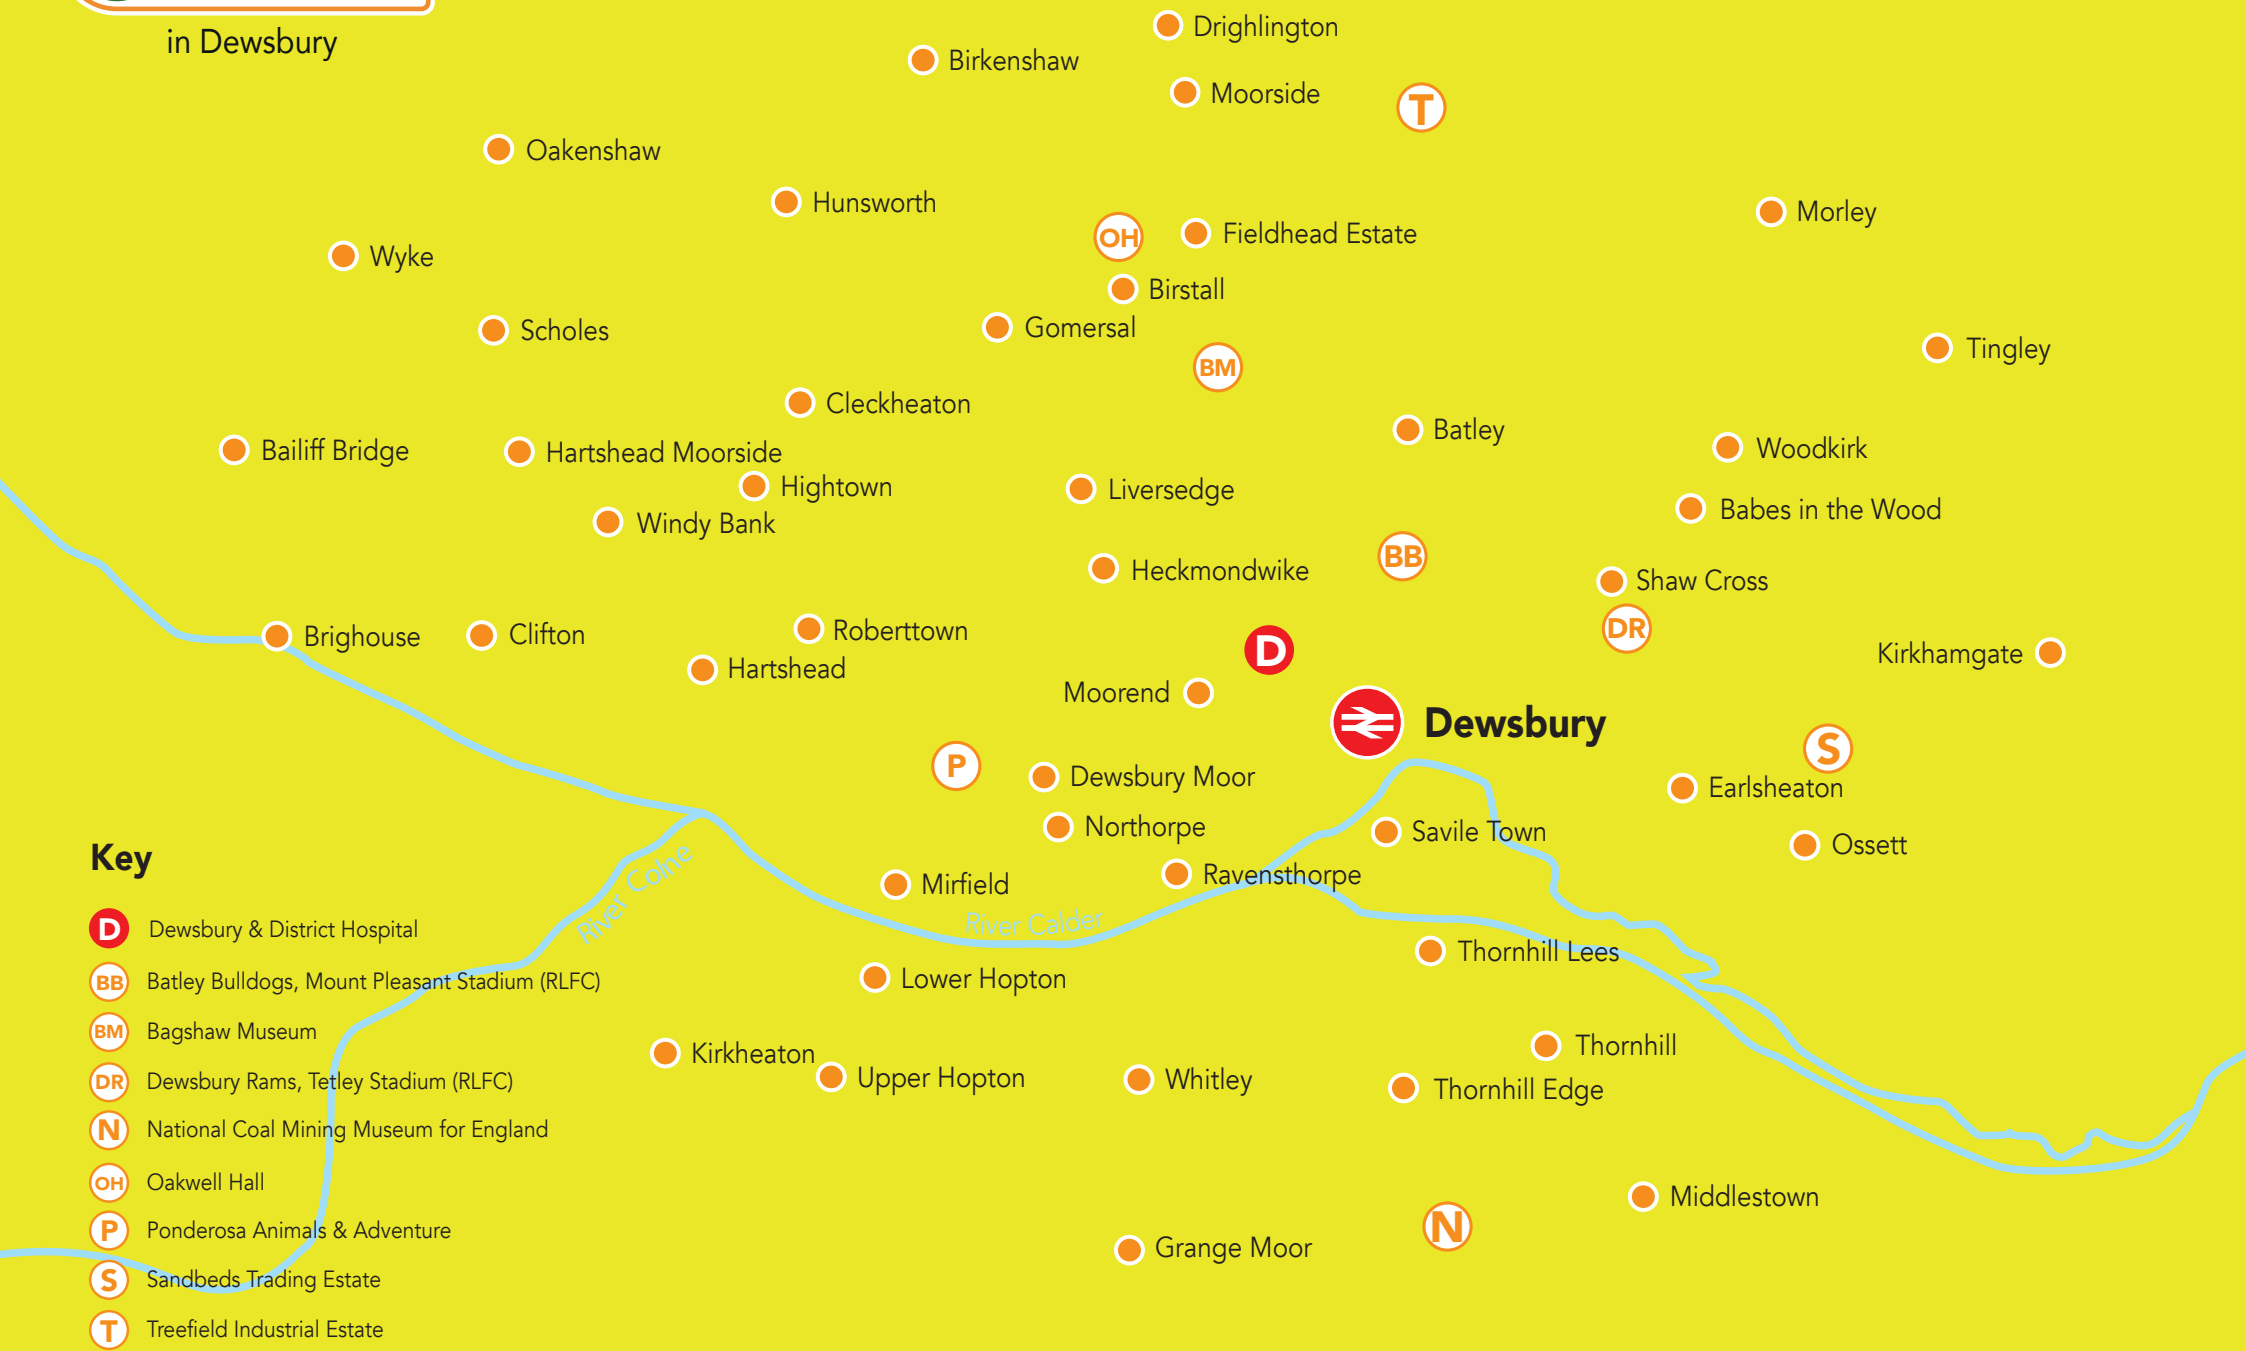 in Dewsbury
Drighlington
Birkenshaw
Moorside
T
Oakenshaw
Hunsworth
Morley
OH
Fieldhead Estate
Wyke
Birstall
Gomersal
Scholes
Tingley
BM
Cleckheaton
Batley
Bailiff Bridge
Hartshead Moorside
Woodkirk
Hightown
Liversedge
Babes in the Wood
Windy Bank
BB
Heckmondwike
Shaw Cross
DR
Brighouse
Clifton
Roberttown
Kirkhamgate
D
Hartshead
Moorend
Dewsbury
S
P
Dewsbury Moor
Earlsheaton
Northorpe
Savile Town
Ossett
River Colne
Mirfield
Ravensthorpe
River Calder
Thornhill Lees
Lower Hopton
Thornhill
Kirkheaton
Upper Hopton
Whitley
Thornhill Edge
Middlestown
N
Grange Moor
Key
D Dewsbury & District Hospital
BB Batley Bulldogs, Mount Pleasant Stadium (RLFC)
BM Bagshaw Museum
DR Dewsbury Rams, Tetley Stadium (RLFC)
N National Coal Mining Museum for England
OH Oakwell Hall
P Ponderosa Animals & Adventure
S Sandbeds Trading Estate
T Treefield Industrial Estate